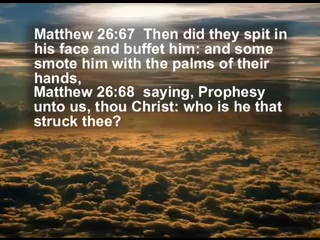 Matthew 26:67  Then did they spit in
his face and buffet him: and some
smote him with the palms of their
hands,
Matthew 26:68  saying, Prophesy
unto us, thou Christ: who is he that
struck thee?